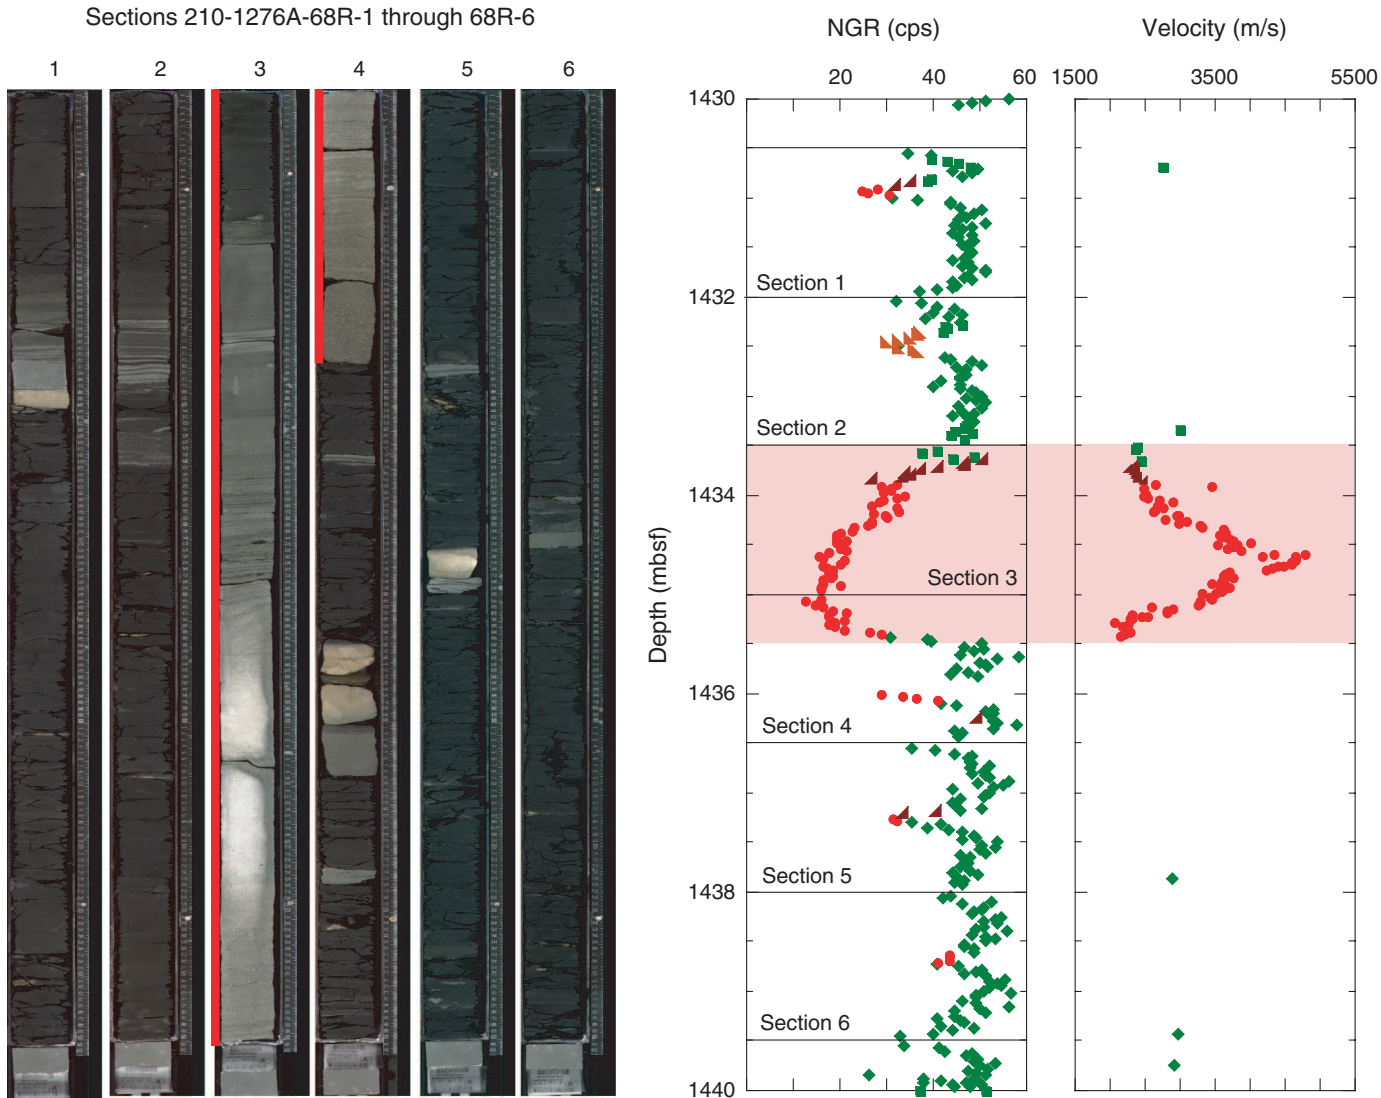 Sections 210-1276A-68R-1 through 68R-6
1 2 3 4 5 6
NGR (cps)
Velocity (m/s)
20 40 60
1500 3500 5500
Depth (mbsf)
1430
1432
1434
1436
1438
1440
Section 1
Section 2
Section 3
Section 4
Section 5
Section 6